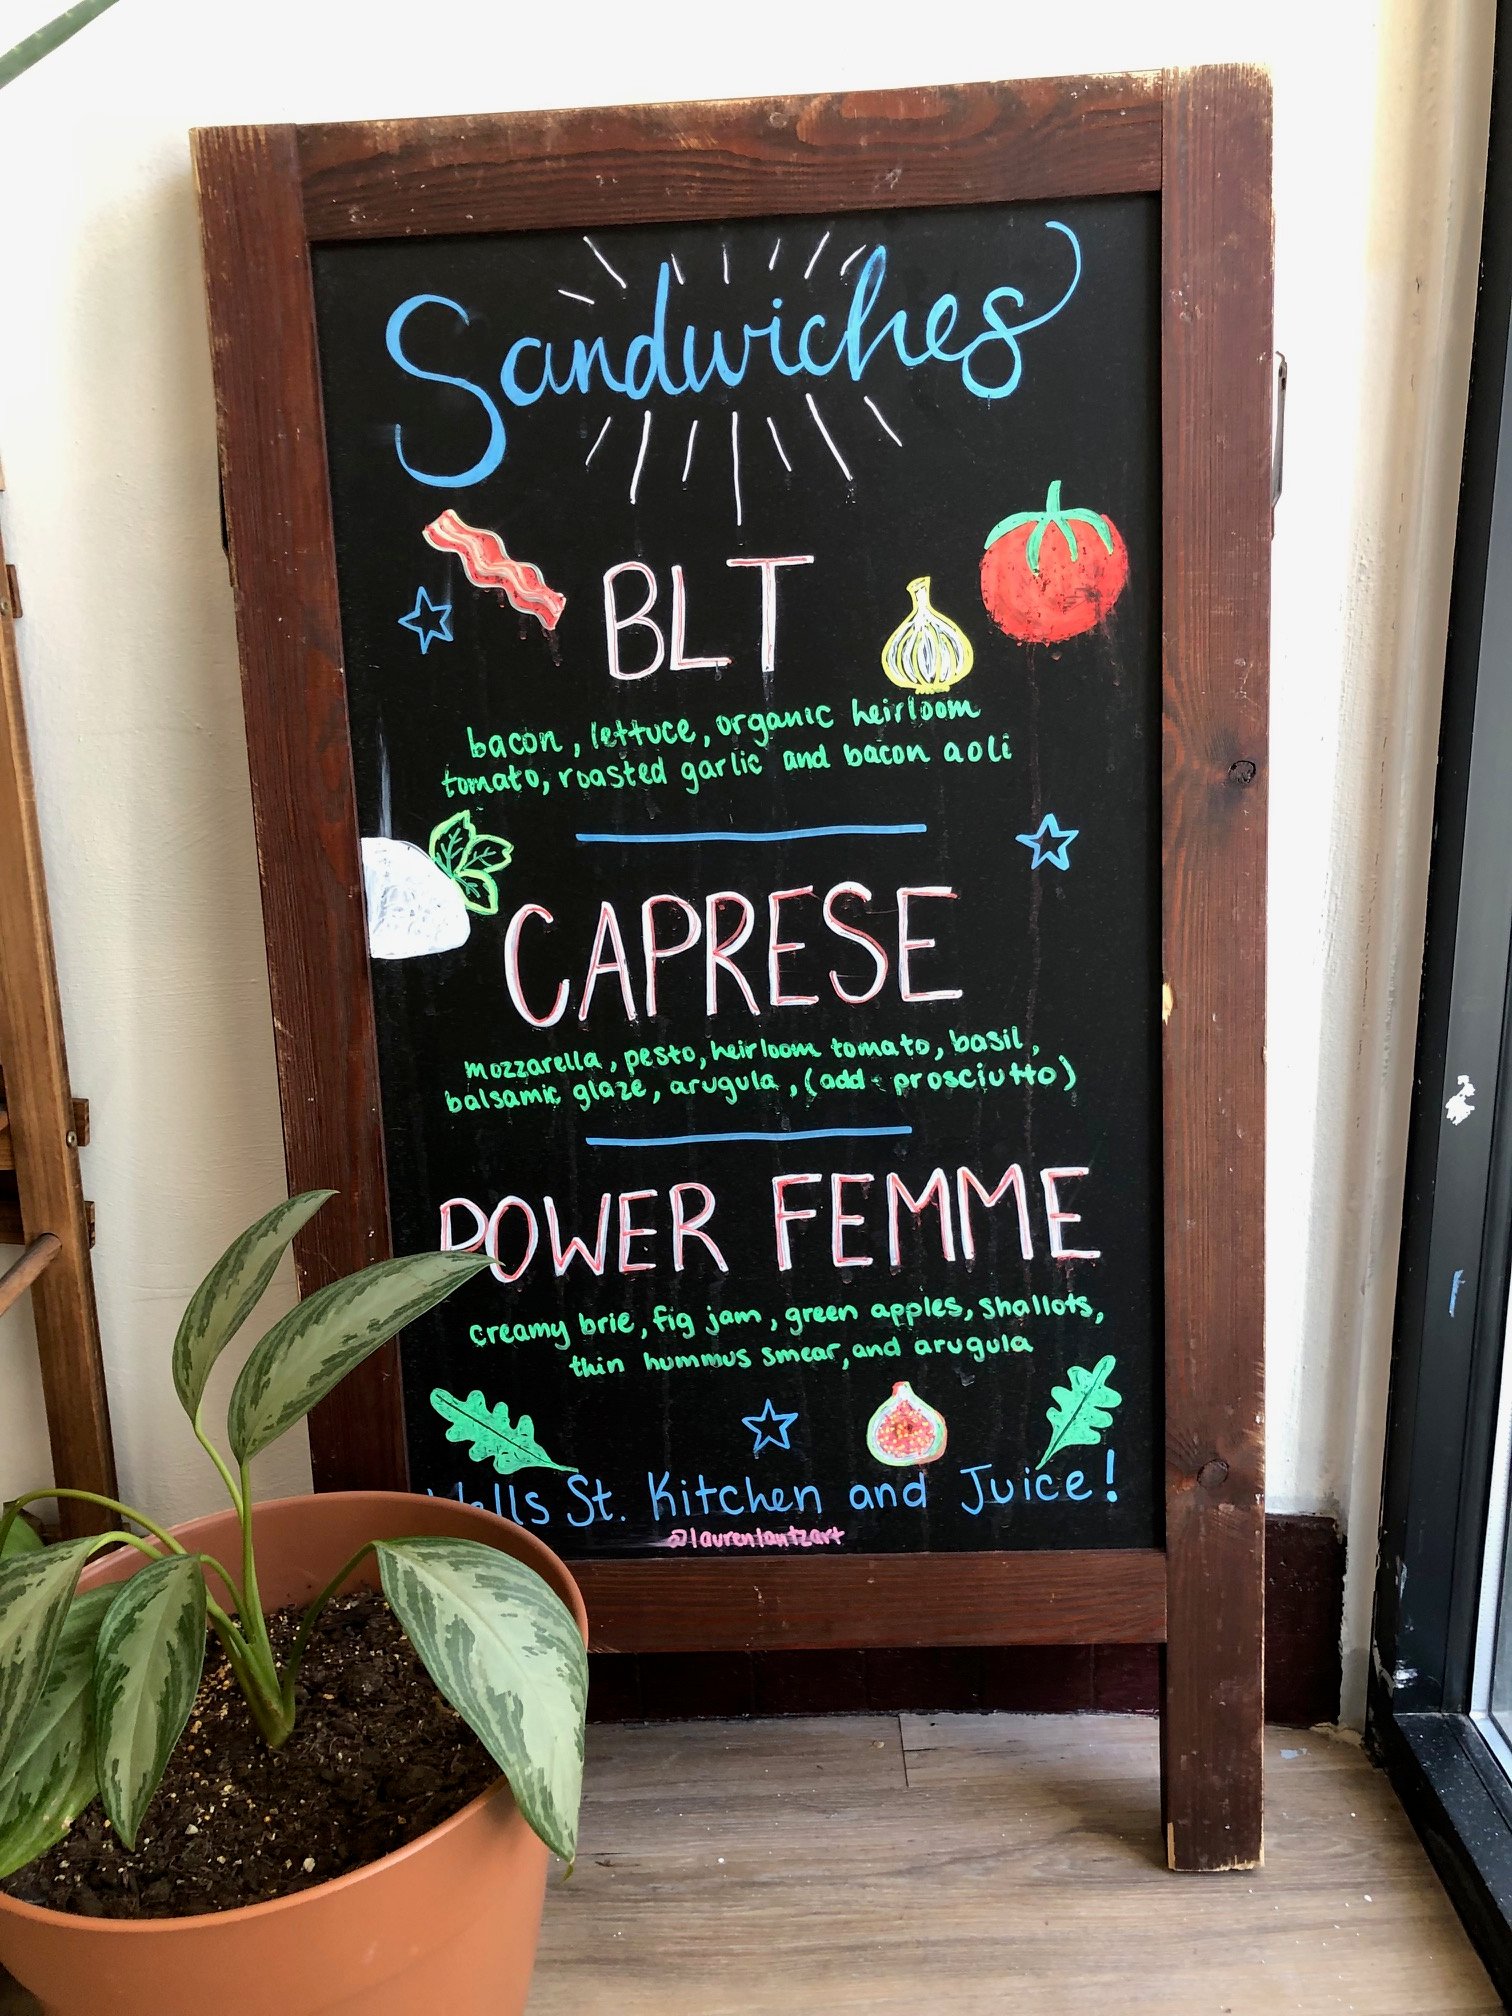 Sandwiches
BLT
bacon, lettuce, organic heirloom
tomato, roasted garlic and bacon aoli
CAPRESE
mozzarella, pesto, heirloom tomato, basil,
balsamic glaze, arugula, (add prosciutto)
POWER FEMME
creamy brie, fig jam, green apples, shallots,
thin hummus smear, and arugula
Wells St. Kitchen and Juice!
@laurenlantzart